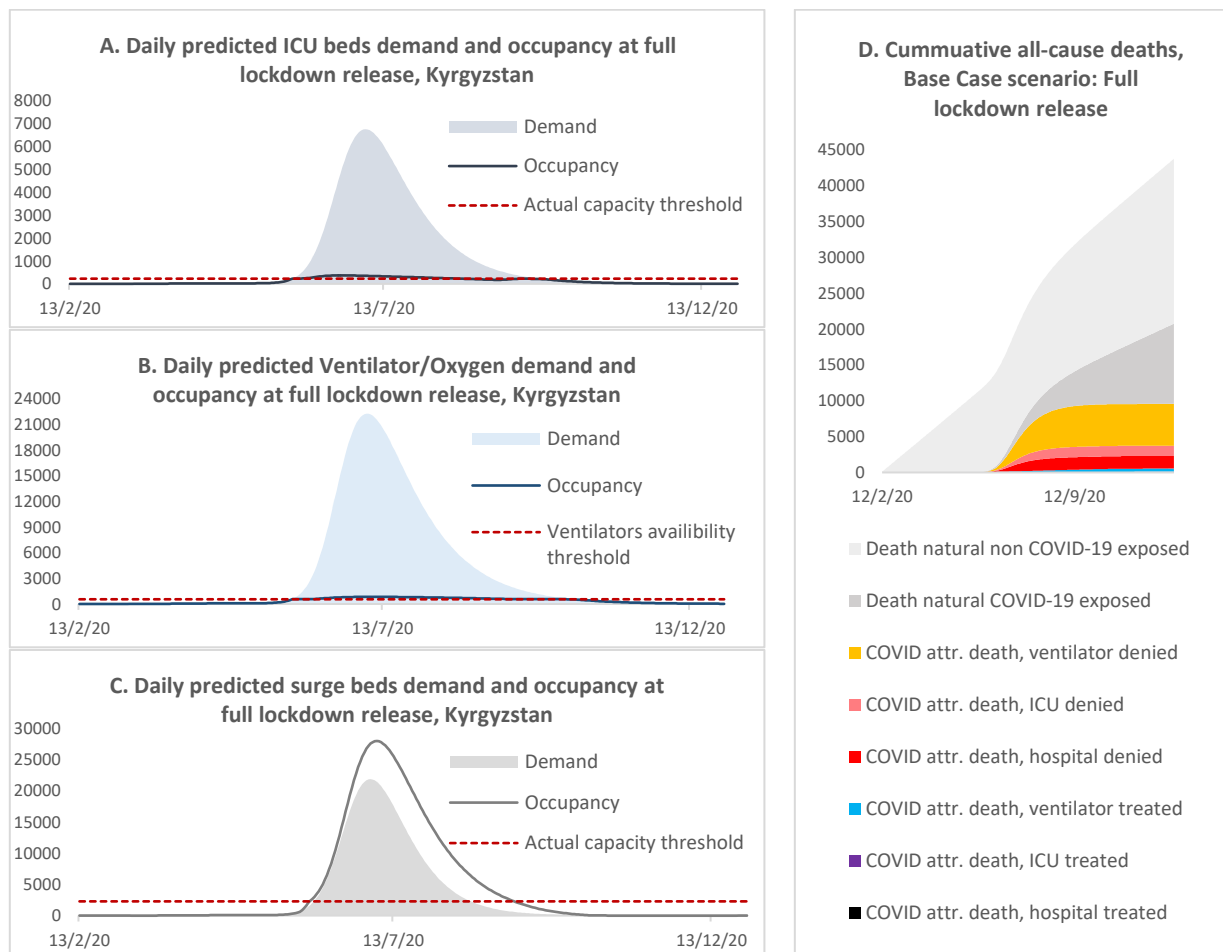 A. Daily predicted ICU beds demand and occupancy at full
lockdown release, Kyrgyzstan
8000
7000
6000
5000
4000
3000
2000
1000
0
Demand
Occupancy
Actual capacity threshold
13/2/20
13/7/20
13/12/20
B. Daily predicted Ventilator/Oxygen demand and
occupancy at full lockdown release, Kyrgyzstan
24000
21000
18000
15000
12000
9000
6000
3000
0
Demand
Occupancy
Ventilators availibility
threshold
13/2/20
13/7/20
13/12/20
C. Daily predicted surge beds demand and occupancy at
full lockdown release, Kyrgyzstan
30000
25000
20000
15000
10000
5000
0
Demand
Occupancy
Actual capacity threshold
13/2/20
13/7/20
13/12/20
D. Cummuative all-cause deaths,
Base Case scenario: Full
lockdown release
45000
40000
35000
30000
25000
20000
15000
10000
5000
0
12/2/20
12/9/20
Death natural non COVID-19 exposed
Death natural COVID-19 exposed
COVID attr. death, ventilator denied
COVID attr. death, ICU denied
COVID attr. death, hospital denied
COVID attr. death, ventilator treated
COVID attr. death, ICU treated
COVID attr. death, hospital treated